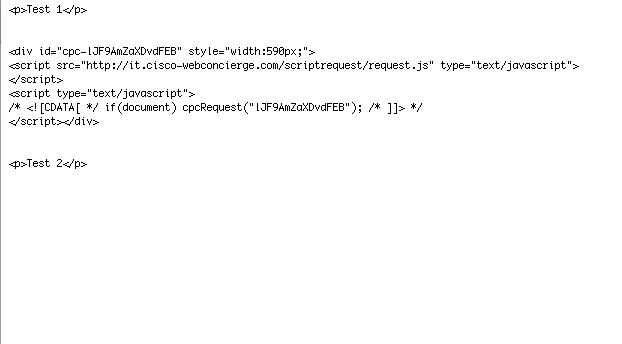 <p>Test 1</p>
<div id="cpc-lJF9AmZaXDvdFEB" style="width:590px;">
<script src="http://it.cisco-webconcierge.com/scriptrequest/request.js" type="text/javascript">
</script>
<script type="text/javascript">
/* <![CDATA[ */ if(document) cpcRequest("lJF9AmZaXDvdFEB"); /* ]]> */
</script></div>
<p>Test 2</p>